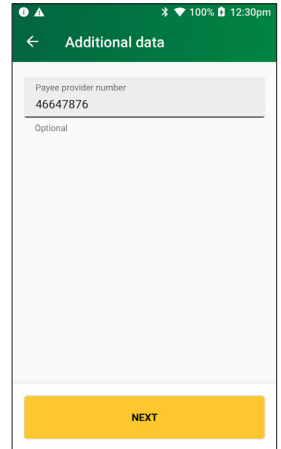 100% 12:30pm
Additional data
Payee provider number
46647876
Optional
NEXT